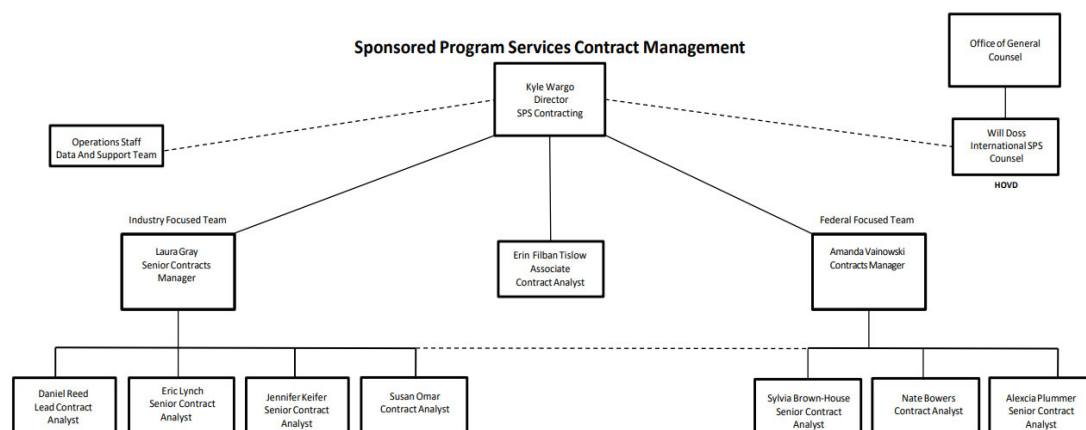 Sponsored Program Services Contract Management
Office of General
Counsel
Kyle Wargo
Director
SPS Contracting
Operations Staff
Data And Support Team
Will Doss
International SPS
Counsel
HOVD
Industry Focused Team
Federal Focused Team
Laura Gray
Senior Contracts
Manager
Erin Filban Tislow
Associate
Contract Analyst
Amanda Vainowski
Contracts Manager
Daniel Reed
Lead Contract
Analyst
Eric Lynch
Senior Contract
Analyst
Jennifer Keifer
Senior Contract
Analyst
Susan Omar
Contract Analyst
Sylvia Brown-House
Senior Contract
Analyst
Nate Bowers
Contract Analyst
Alexcia Plummer
Senior Contract
Analyst